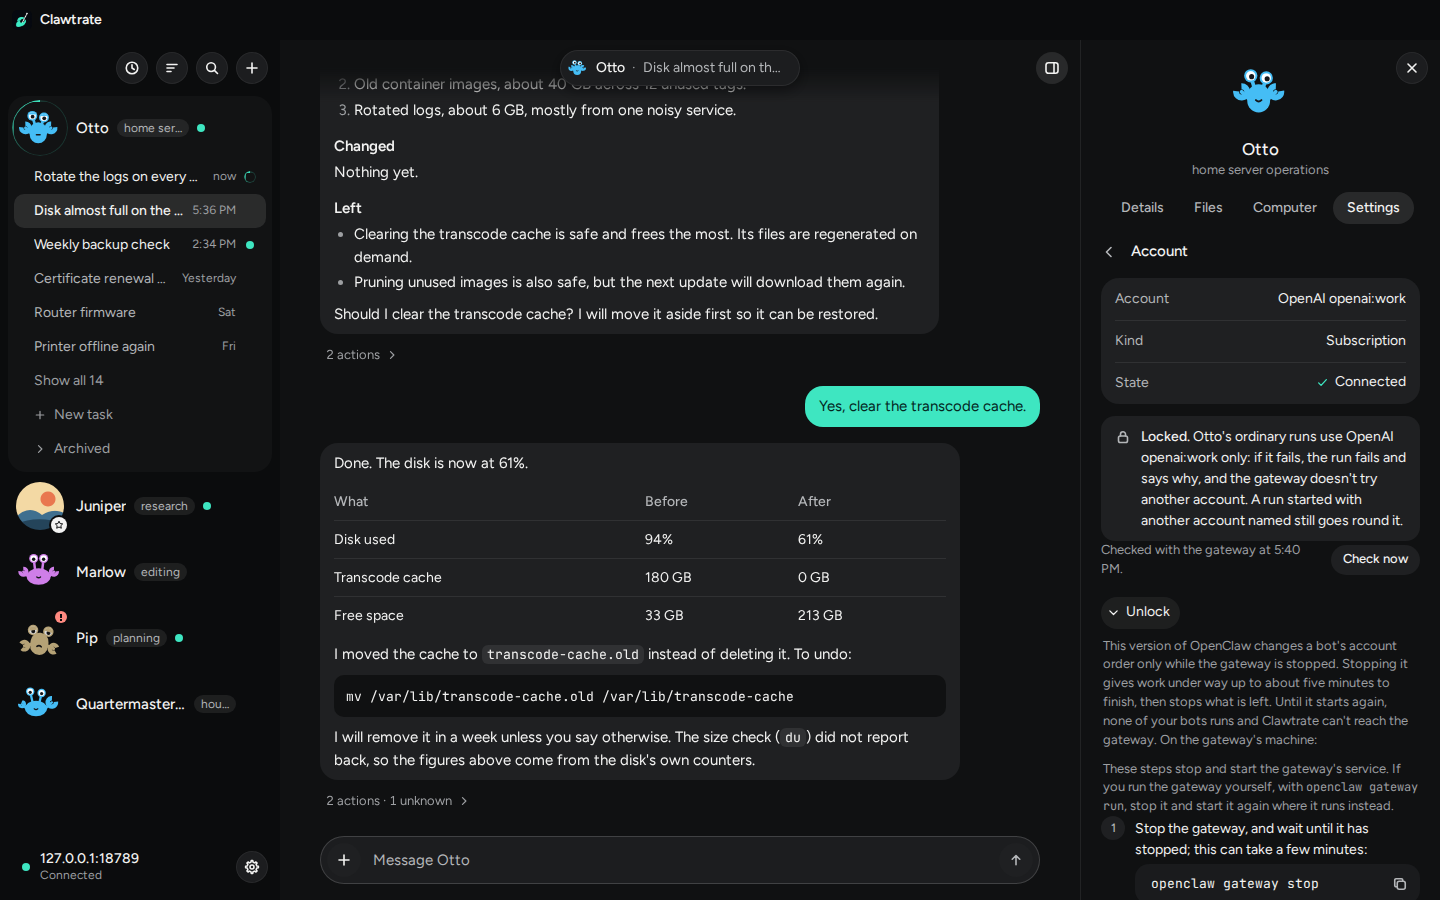 Clawtrate
Otto
home ser...
Rotate the logs on every ...
now
Disk almost full on the ...
5:36 PM
Weekly backup check
2:34 PM
Certificate renewal ...
Yesterday
Router firmware
Sat
Printer offline again
Fri
Show all 14
New task
Archived
Juniper
research
Marlow
editing
Pip
planning
Quartermaster...
hou...
127.0.0.1:18789
Connected
Otto · Disk almost full on th...
2. Old container images, about 40 GB across 12 unused tags.
3. Rotated logs, about 6 GB, mostly from one noisy service.
Changed
Nothing yet.
Left
• Clearing the transcode cache is safe and frees the most. Its files are regenerated on
demand.
• Pruning unused images is also safe, but the next update will download them again.
Should I clear the transcode cache? I will move it aside first so it can be restored.
2 actions
Yes, clear the transcode cache.
Done. The disk is now at 61%.
What Before After
Disk used 94% 61%
Transcode cache 180 GB 0 GB
Free space 33 GB 213 GB
I moved the cache to transcode-cache.old instead of deleting it. To undo:
mv /var/lib/transcode-cache.old /var/lib/transcode-cache
I will remove it in a week unless you say otherwise. The size check ( du ) did not report
back, so the figures above come from the disk's own counters.
2 actions · 1 unknown
Message Otto
Otto
home server operations
Details Files Computer Settings
Account
Account OpenAI openai:work
Kind Subscription
State Connected
Locked. Otto's ordinary runs use OpenAI
openai:work only: if it fails, the run fails and
says why, and the gateway doesn't try
another account. A run started with
another account named still goes round it.
Checked with the gateway at 5:40
PM.
Check now
Unlock
This version of OpenClaw changes a bot's account
order only while the gateway is stopped. Stopping it
gives work under way up to about five minutes to
finish, then stops what is left. Until it starts again,
none of your bots runs and Clawtrate can't reach the
gateway. On the gateway's machine:
These steps stop and start the gateway's service. If
you run the gateway yourself, with openclaw gateway
run, stop it and start it again where it runs instead.
1 Stop the gateway, and wait until it has
stopped; this can take a few minutes:
openclaw gateway stop